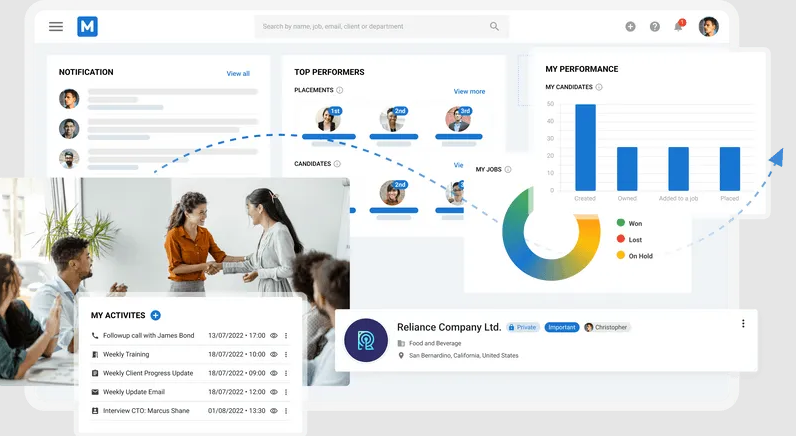 M
Search by name, job, email, client or department
1
NOTIFICATION
View all
TOP PERFORMERS
PLACEMENTS
View more
1st
2nd
3rd
CANDIDATES
2nd
MY PERFORMANCE
MY CANDIDATES
50
40
30
20
10
0
Created Owned Added to a job Placed
MY JOBS
Won
Lost
On Hold
MY ACTIVITES
Followup call with James Bond 13/07/2022 • 17:00
Weekly Training 18/07/2022 • 10:00
Weekly Client Progress Update 18/07/2022 • 09:00
Weekly Update Email 18/07/2022 • 12:00
Interview CTO: Marcus Shane 01/08/2022 • 13:30
Reliance Company Ltd. Private Important Christopher
Food and Beverage
San Bernardino, California, United States